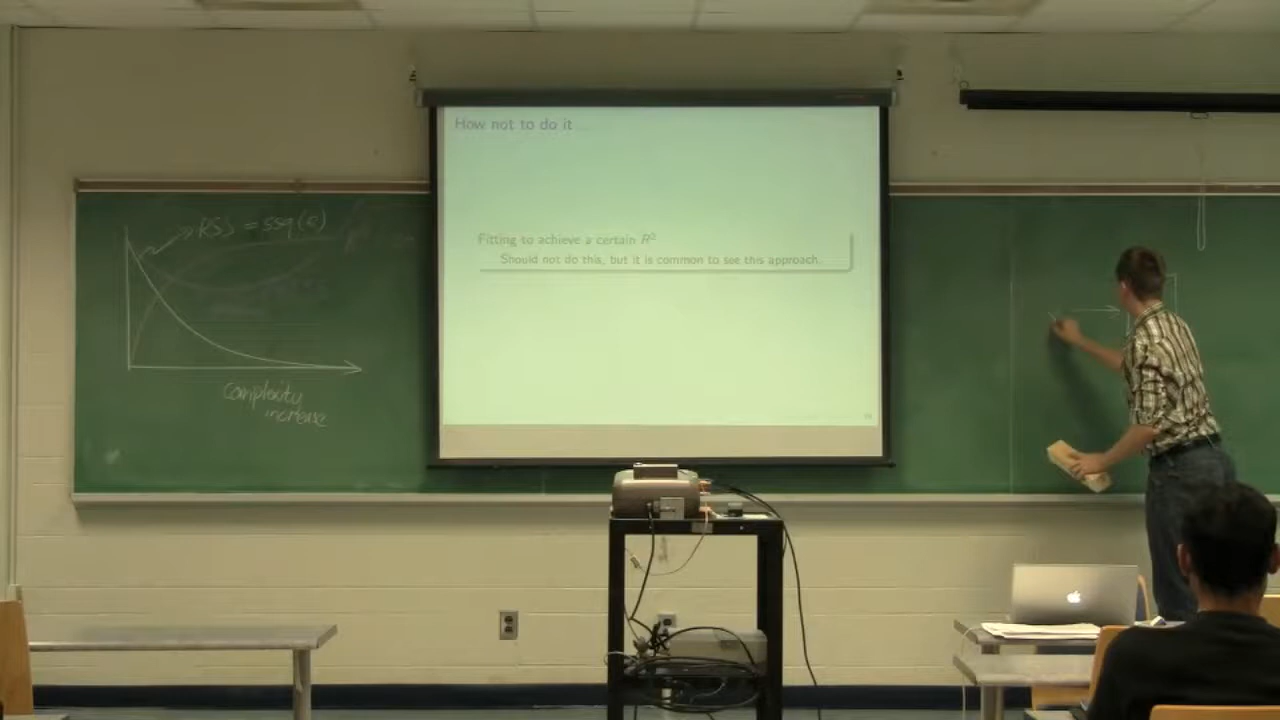 RSS = ssq(e)
complexity
increase
How not to do it ...
Fitting to achieve a certain R²
Should not do this, but it is common to see this approach.